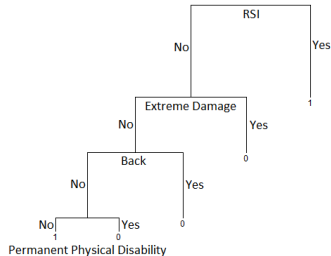 RSI
No Yes
Extreme Damage 1
No Yes
Back 0
No Yes
No Yes 0
1 0
Permanent Physical Disability